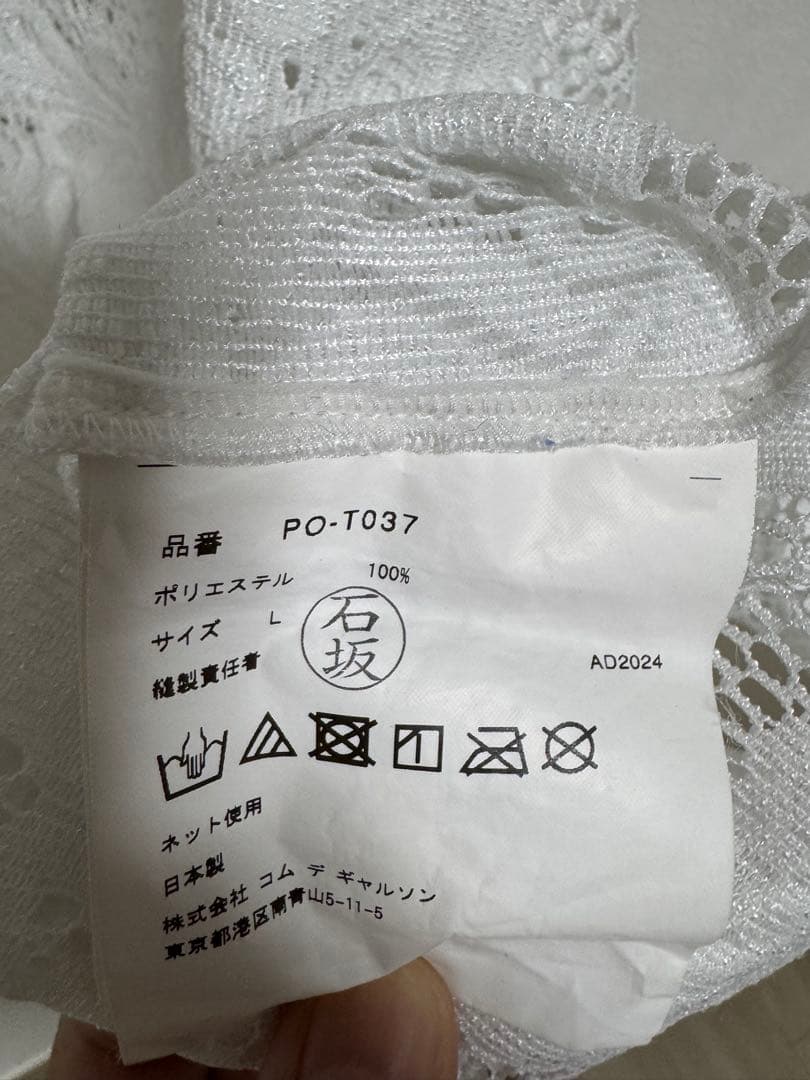 品番 PO-T037
ポリエステル 100%
サイズ L
石坂
縫製責任者
AD2024
ネット使用
日本製
株式会社 コム デ ギャルソン
東京都港区南青山5-11-5